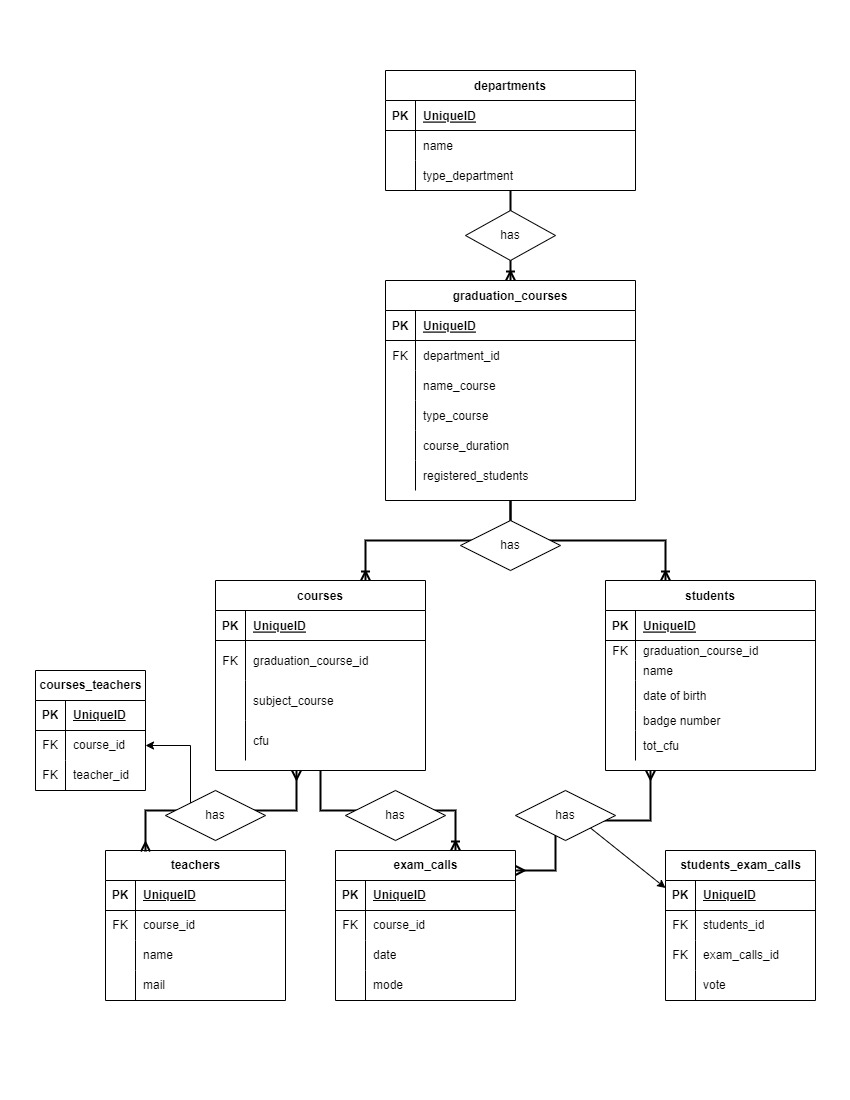 departments
PK UniqueID
name
type_department
has
graduation_courses
PK UniqueID
FK department_id
name_course
type_course
course_duration
registered_students
has
courses
PK UniqueID
FK graduation_course_id
subject_course
cfu
students
PK UniqueID
FK graduation_course_id
name
date of birth
badge number
tot_cfu
courses_teachers
PK UniqueID
FK course_id
FK teacher_id
has
has
has
teachers
PK UniqueID
FK course_id
name
mail
exam_calls
PK UniqueID
FK course_id
date
mode
students_exam_calls
PK UniqueID
FK students_id
FK exam_calls_id
vote